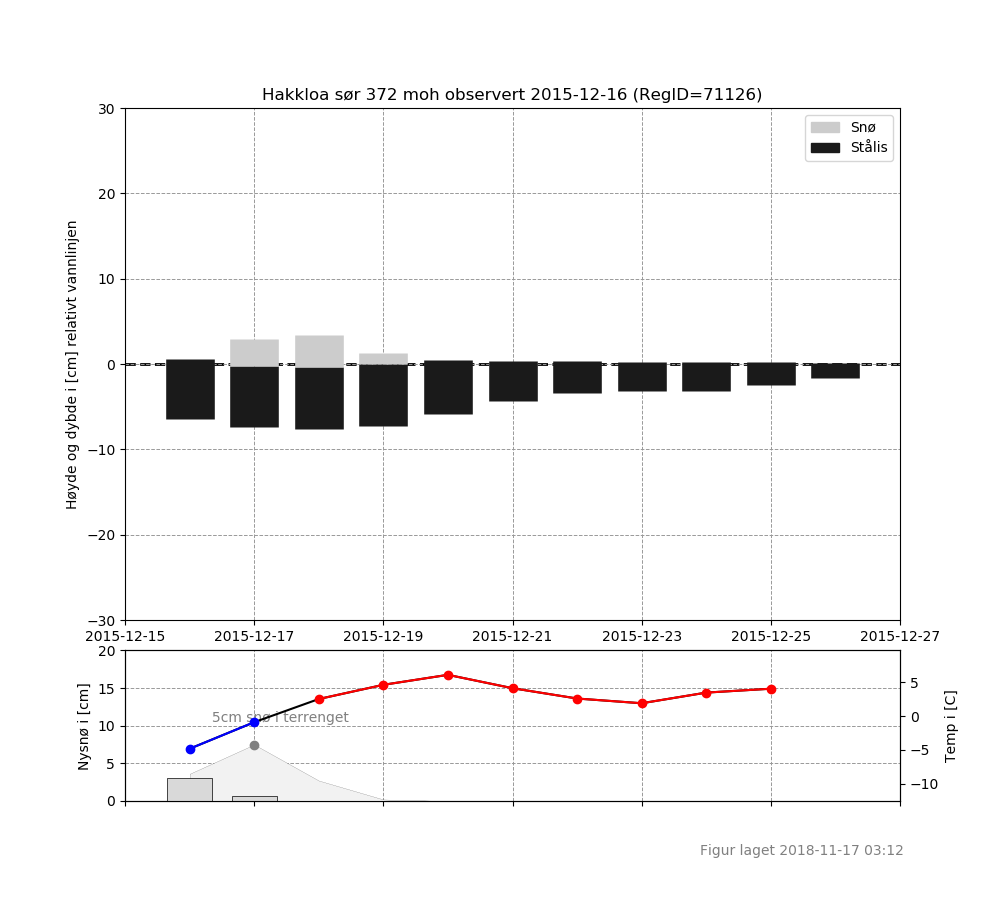 Hakkloa sør 372 moh observert 2015-12-16 (RegID=71126)
Snø
Stålis
Høyde og dybde i [cm] relativt vannlinjen
30
20
10
0
−10
−20
−30
2015-12-15
2015-12-17
2015-12-19
2015-12-21
2015-12-23
2015-12-25
2015-12-27
Nysnø i [cm]
20
15
10
5
0
5cm snø i terrenget
5
0
−5
−10
Temp i [C]
Figur laget 2018-11-17 03:12